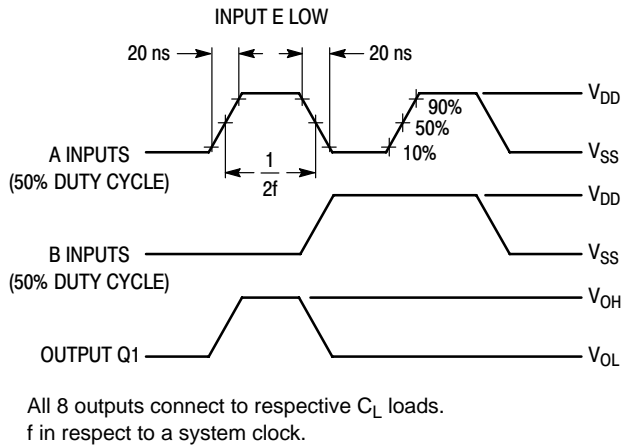 INPUT E LOW
20 ns
20 ns
V_DD
90%
50%
10%
A INPUTS
(50% DUTY CYCLE)
1
2f
V_SS
V_DD
B INPUTS
(50% DUTY CYCLE)
V_SS
V_OH
OUTPUT Q1
V_OL
All 8 outputs connect to respective C_L loads.
f in respect to a system clock.